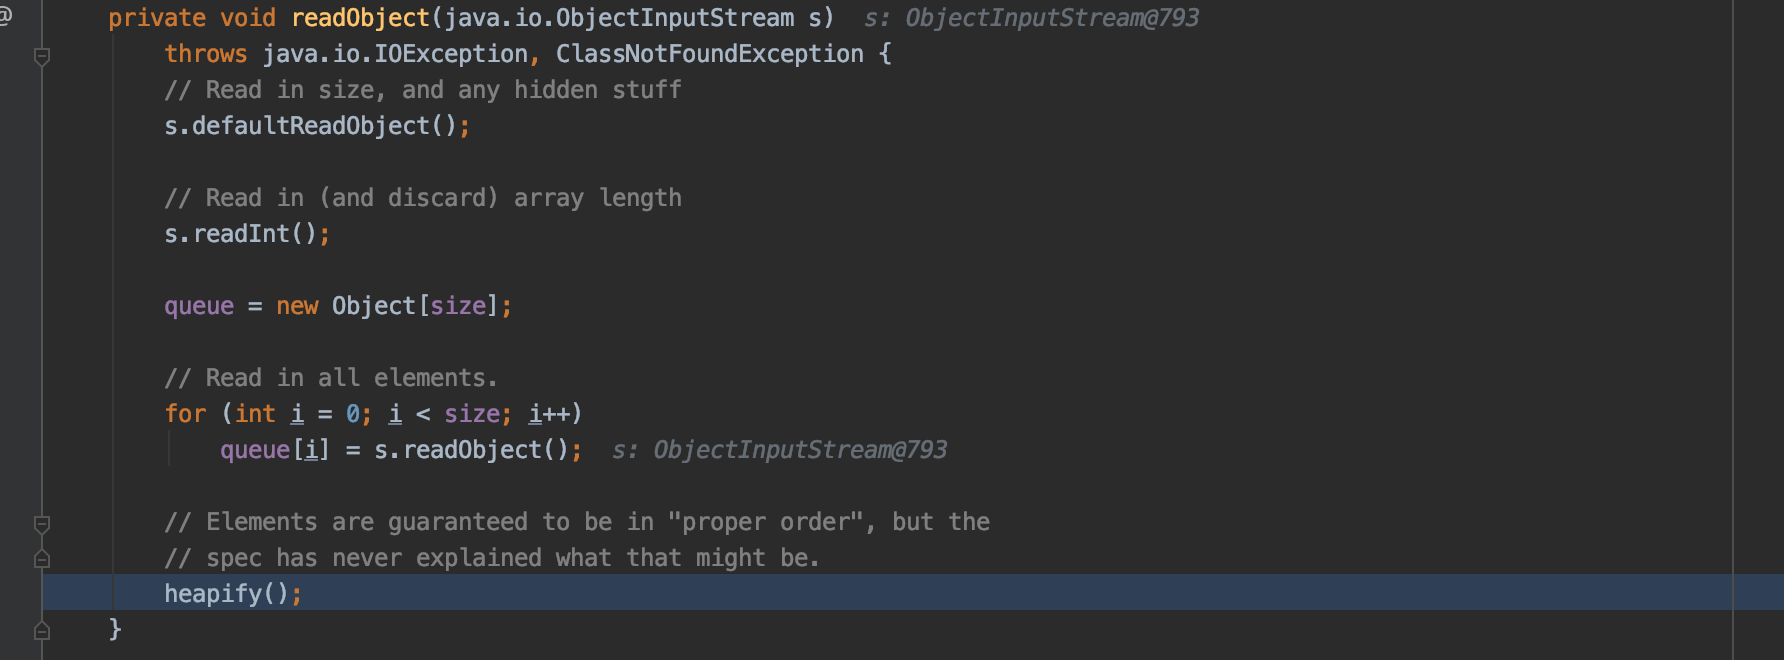 @ private void readObject(java.io.ObjectInputStream s)  s: ObjectInputStream@793
throws java.io.IOException, ClassNotFoundException {
// Read in size, and any hidden stuff
s.defaultReadObject();
// Read in (and discard) array length
s.readInt();
queue = new Object[size];
// Read in all elements.
for (int i = 0; i < size; i++)
queue[i] = s.readObject();  s: ObjectInputStream@793
// Elements are guaranteed to be in "proper order", but the
// spec has never explained what that might be.
heapify();
}